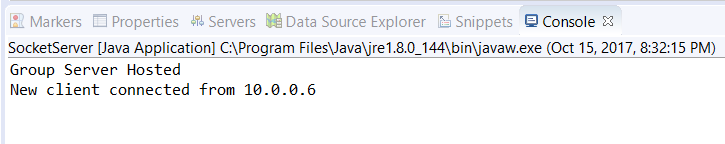 Markers Properties Servers Data Source Explorer Snippets Console
SocketServer [Java Application] C:\Program Files\Java\jre1.8.0_144\bin\javaw.exe (Oct 15, 2017, 8:32:15 PM)
Group Server Hosted
New client connected from 10.0.0.6